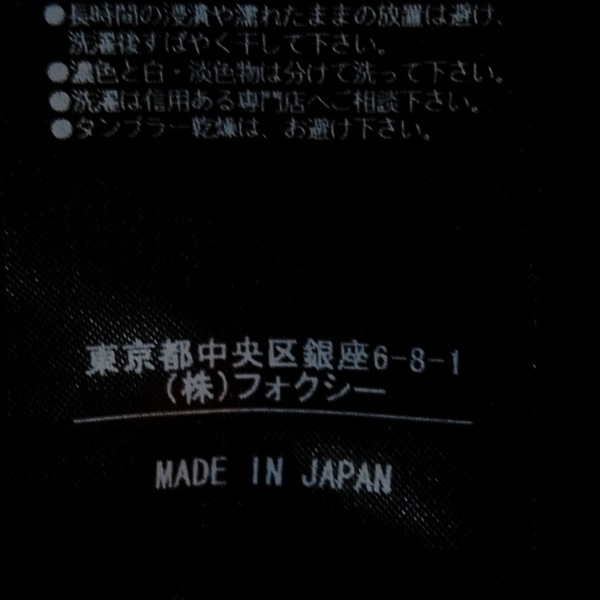 ●長時間の浸漬や濡れたままの放置は避け、
洗濯後すばやく干して下さい。
●濃色と白・淡色物は分けて洗って下さい。
●洗濯は信用ある専門店へご相談下さい。
●タンブラー乾燥は、お避け下さい。
東京都中央区銀座6-8-1
(株)フォクシー
MADE IN JAPAN